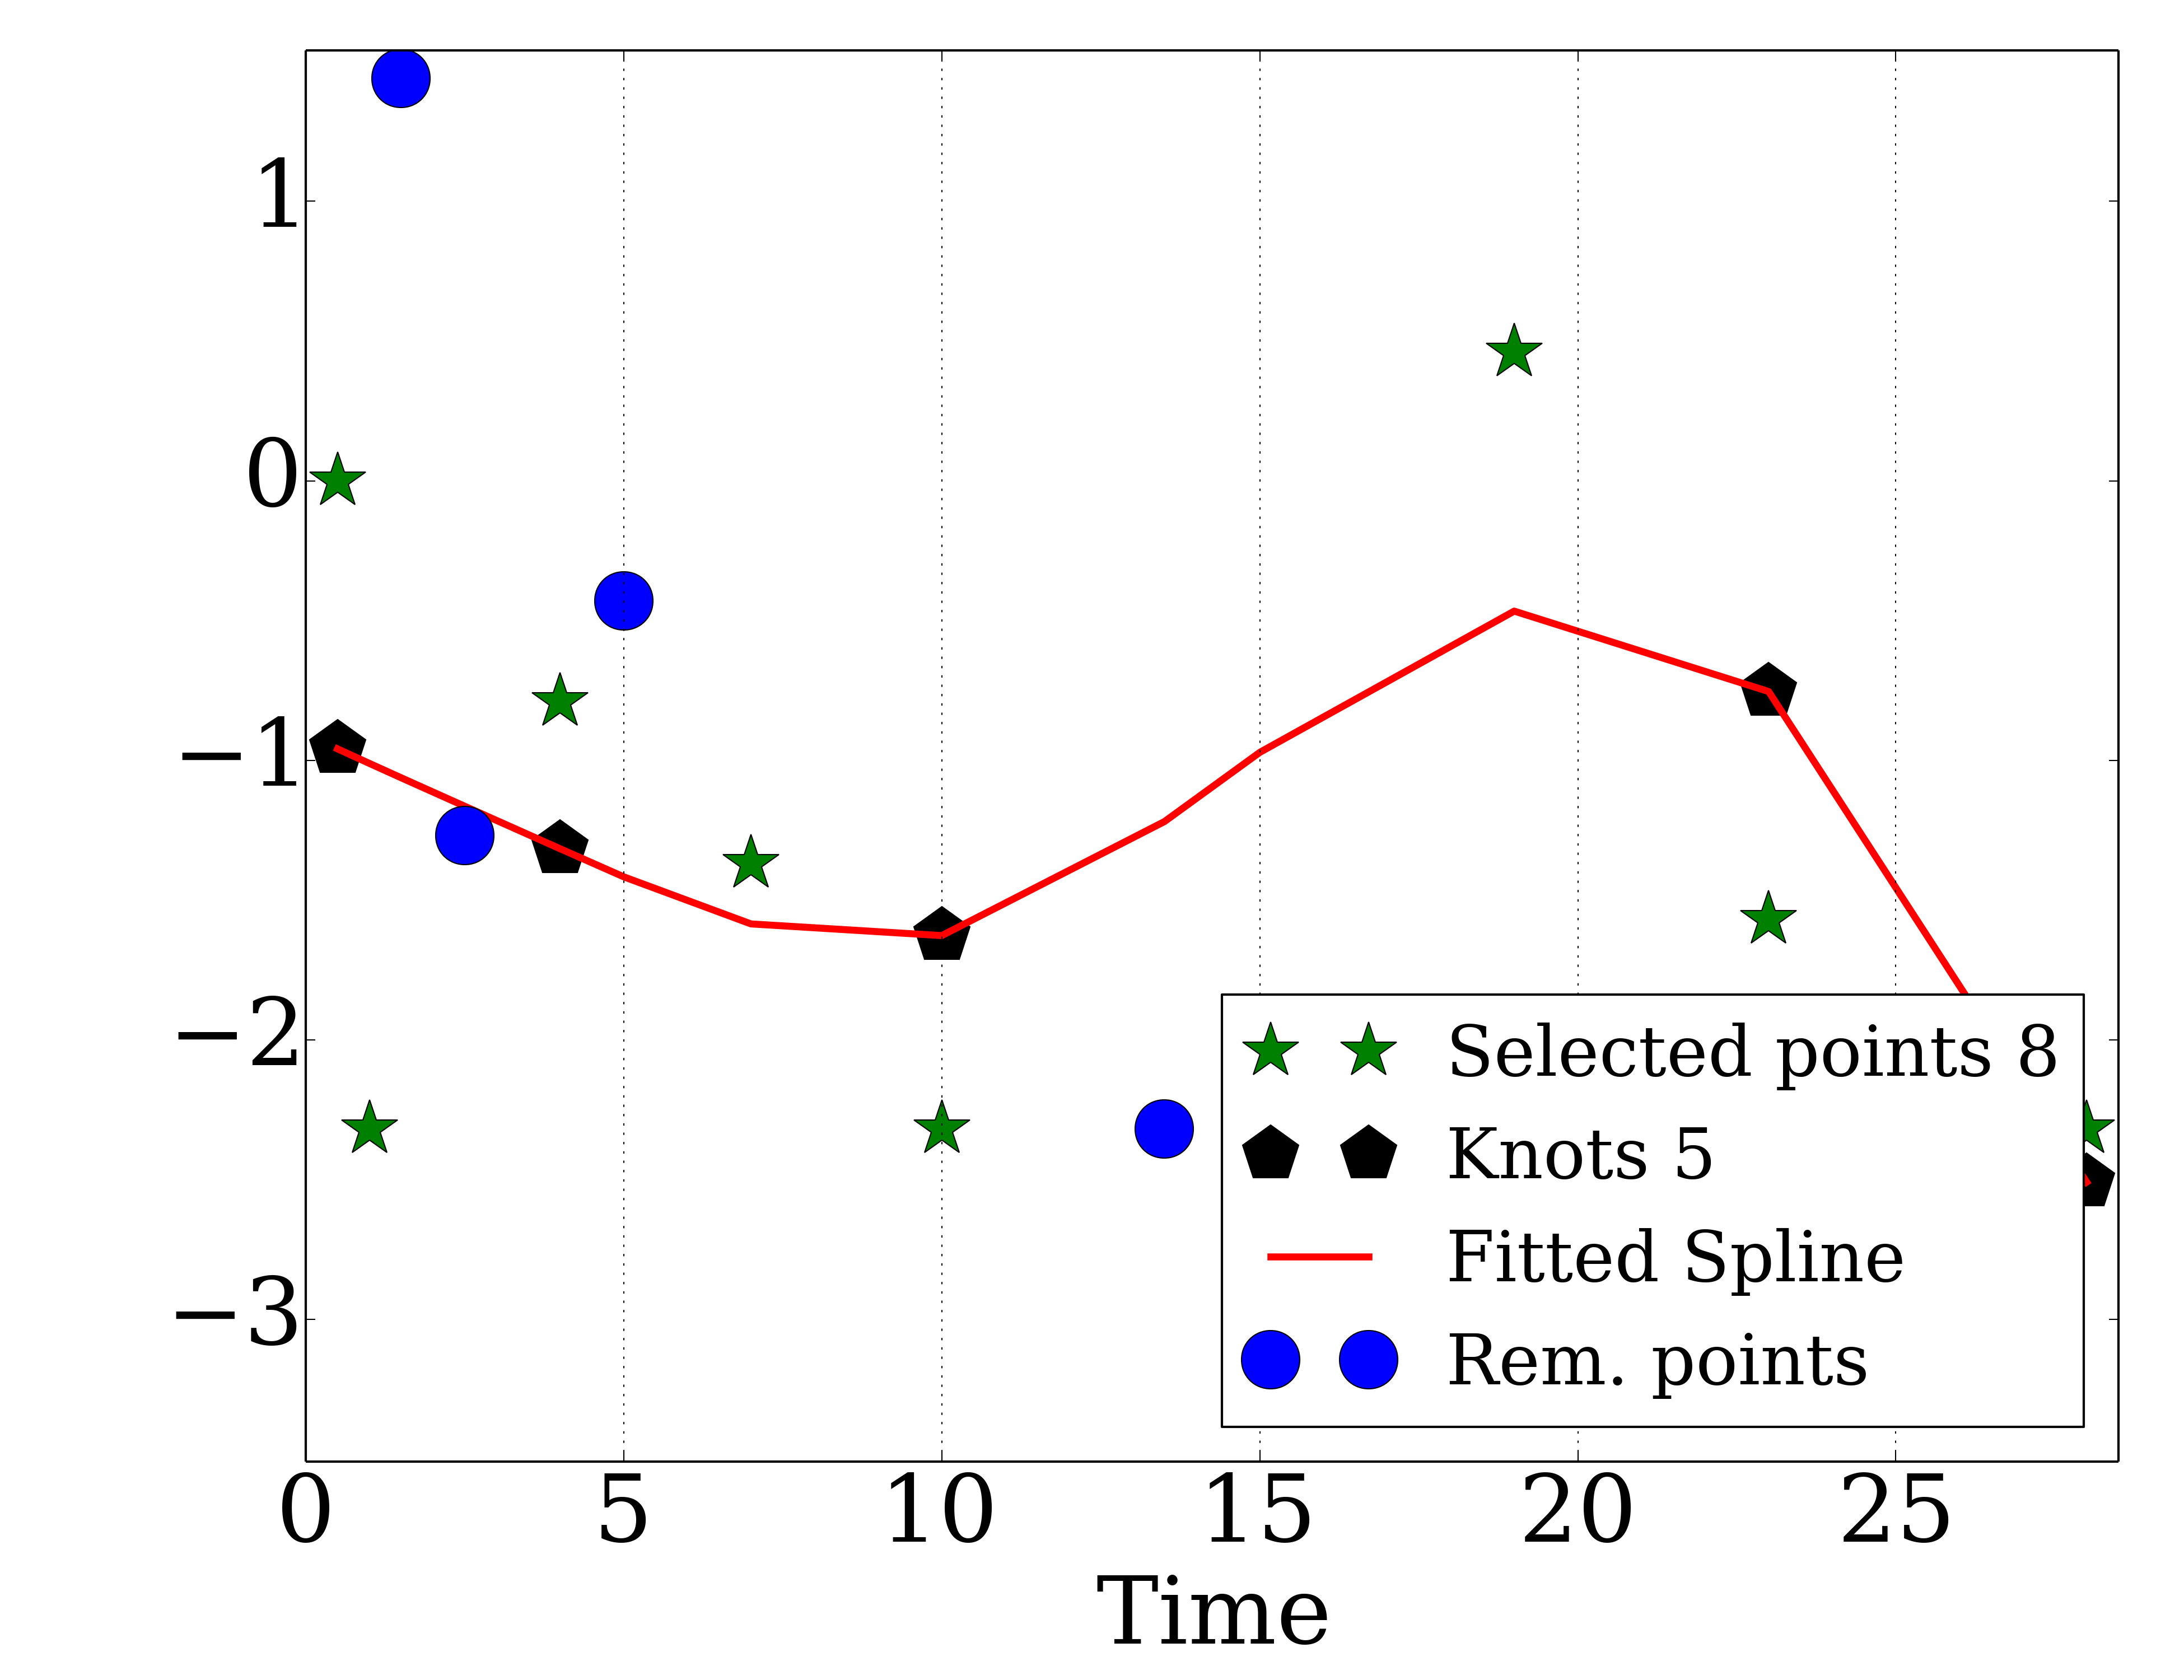 1
0
−1
−2
−3
Selected points 8
Knots 5
Fitted Spline
Rem. points
0 5 10 15 20 25
Time